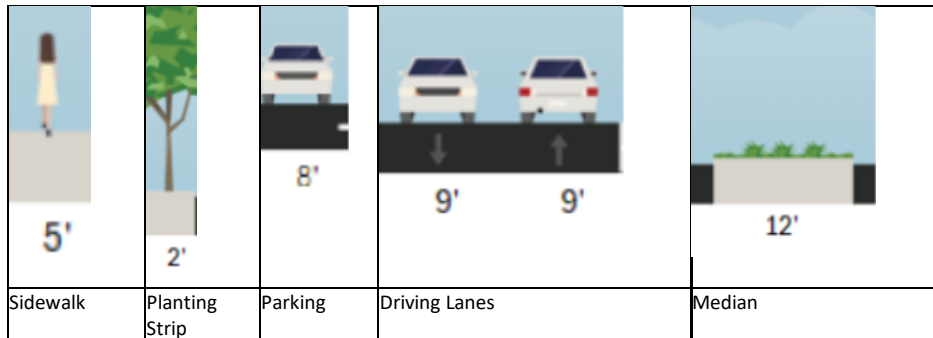 5'
2'
8'
9' 9'
12'
Sidewalk
Planting
Strip
Parking
Driving Lanes
Median